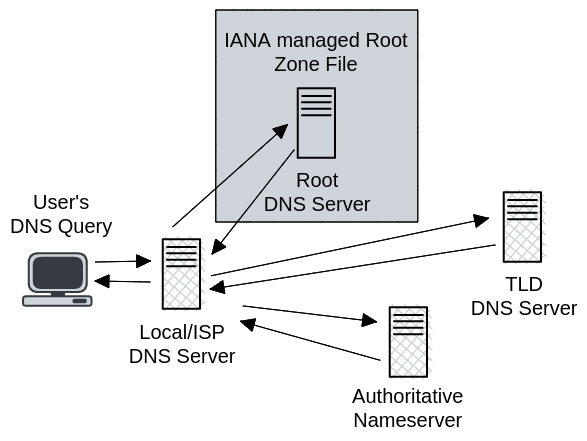 IANA managed Root
Zone File
Root
DNS Server
User's
DNS Query
Local/ISP
DNS Server
TLD
DNS Server
Authoritative
Nameserver